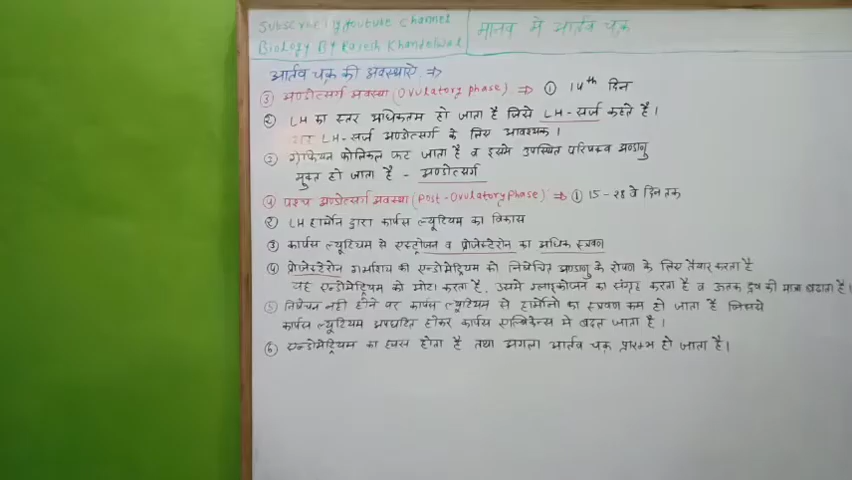 Subscribe My Youtube Channel
Biology By Rajesh Khandelwal
मानव में आर्तव चक्र
आर्तव चक्र की अवस्थाऐं ⇒
③ अण्डोत्सर्ग अवस्था (Ovulatory phase) ⇒ ① 14th दिन
② LH का स्तर अधिकतम हो जाता है जिसे LH-सर्ज कहते है।
LH-सर्ज अण्डोत्सर्ग के लिए आवश्यक।
③ ग्रेफियन फोलिकल फट जाता है व इसमे उपस्थित परिपक्व अण्डाणु
मुक्त हो जाता है - अण्डोत्सर्ग
④ पश्च अण्डोत्सर्ग अवस्था (Post-Ovulatory Phase) ⇒ ① 15-28 वे दिन तक
② LH हार्मोन द्वारा कार्पस ल्यूटियम का विकास
③ कार्पस ल्यूटियम से एस्ट्रोजन व प्रोजेस्टेरोन का अधिक स्त्रवण
④ प्रोजेस्टेरोन गर्भाशय की एन्डोमेट्रियम को निषेचित अण्डाणु के रोपण के लिए तैयार करता है
यह एन्डोमेट्रियम को मोटा करता है, उसमे ग्लाइकोजन का संग्रह करता है व ऊतक द्रव की मात्रा बढाता है।
⑤ निषेचन नही होने पर कार्पस ल्यूटियम से हार्मोनो का स्त्रवण कम हो जाता है जिससे
कार्पस ल्यूटियम अपघटित होकर कार्पस एल्बिकेन्स मे बदल जाता है।
⑥ एन्डोमेट्रियम का ह्वास होता है तथा अगला आर्तव चक्र प्रारम्भ हो जाता है।